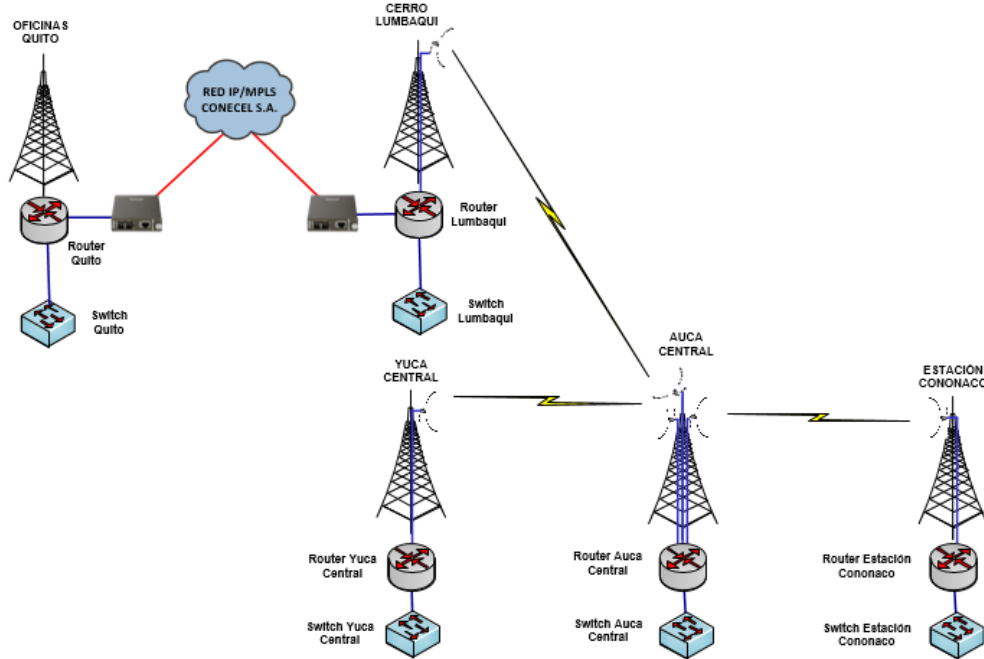 OFICINAS
QUITO
CERRO
LUMBAQUI
RED IP/MPLS
CONECEL S.A.
Router
Quito
Router
Lumbaqui
Switch
Quito
Switch
Lumbaqui
YUCA
CENTRAL
AUCA
CENTRAL
ESTACIÓN
CONONACO
Router Yuca
Central
Router Auca
Central
Router Estación
Cononaco
Switch Yuca
Central
Switch Auca
Central
Switch Estación
Cononaco